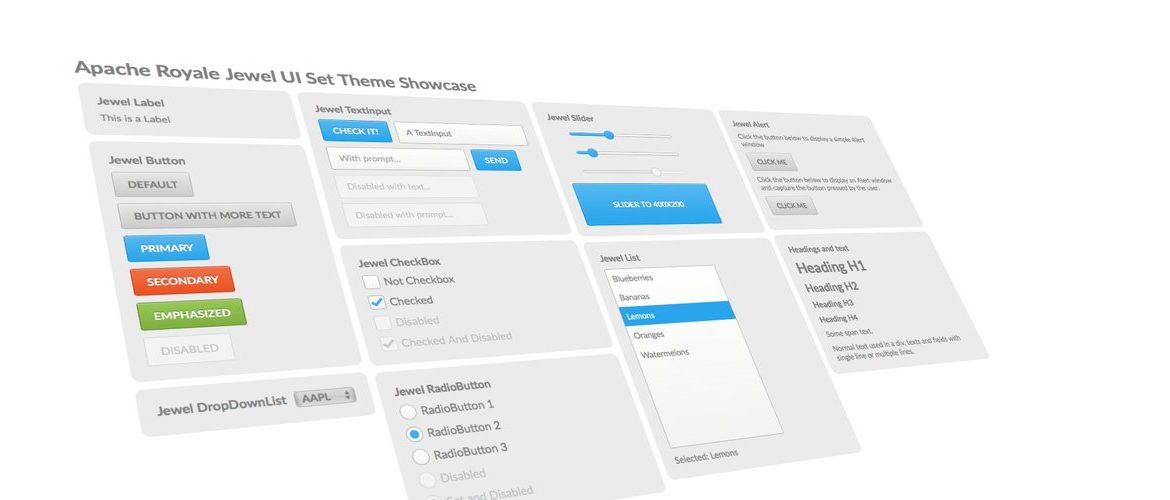 Apache Royale Jewel UI Set Theme Showcase
Jewel Label
This is a Label
Jewel Button
DEFAULT
BUTTON WITH MORE TEXT
PRIMARY
SECONDARY
EMPHASIZED
DISABLED
Jewel DropDownList
AAPL
Jewel TextInput
CHECK IT!
A TextInput
With prompt...
SEND
Disabled with text...
Disabled with prompt...
Jewel CheckBox
Not Checkbox
Checked
Disabled
Checked And Disabled
Jewel RadioButton
RadioButton 1
RadioButton 2
RadioButton 3
Disabled
Set and Disabled
Jewel Slider
SLIDER TO 400X200
Jewel List
Blueberries
Bananas
Lemons
Oranges
Watermelons
Selected: Lemons
Jewel Alert
Click the button below to display a simple Alert
window
CLICK ME
Click the button below to display an Alert window
and capture the button pressed by the user.
CLICK ME
Headings and text
Heading H1
Heading H2
Heading H3
Heading H4
Some span text.
Normal text used in a div, texts and fields with
single line or multiple lines.